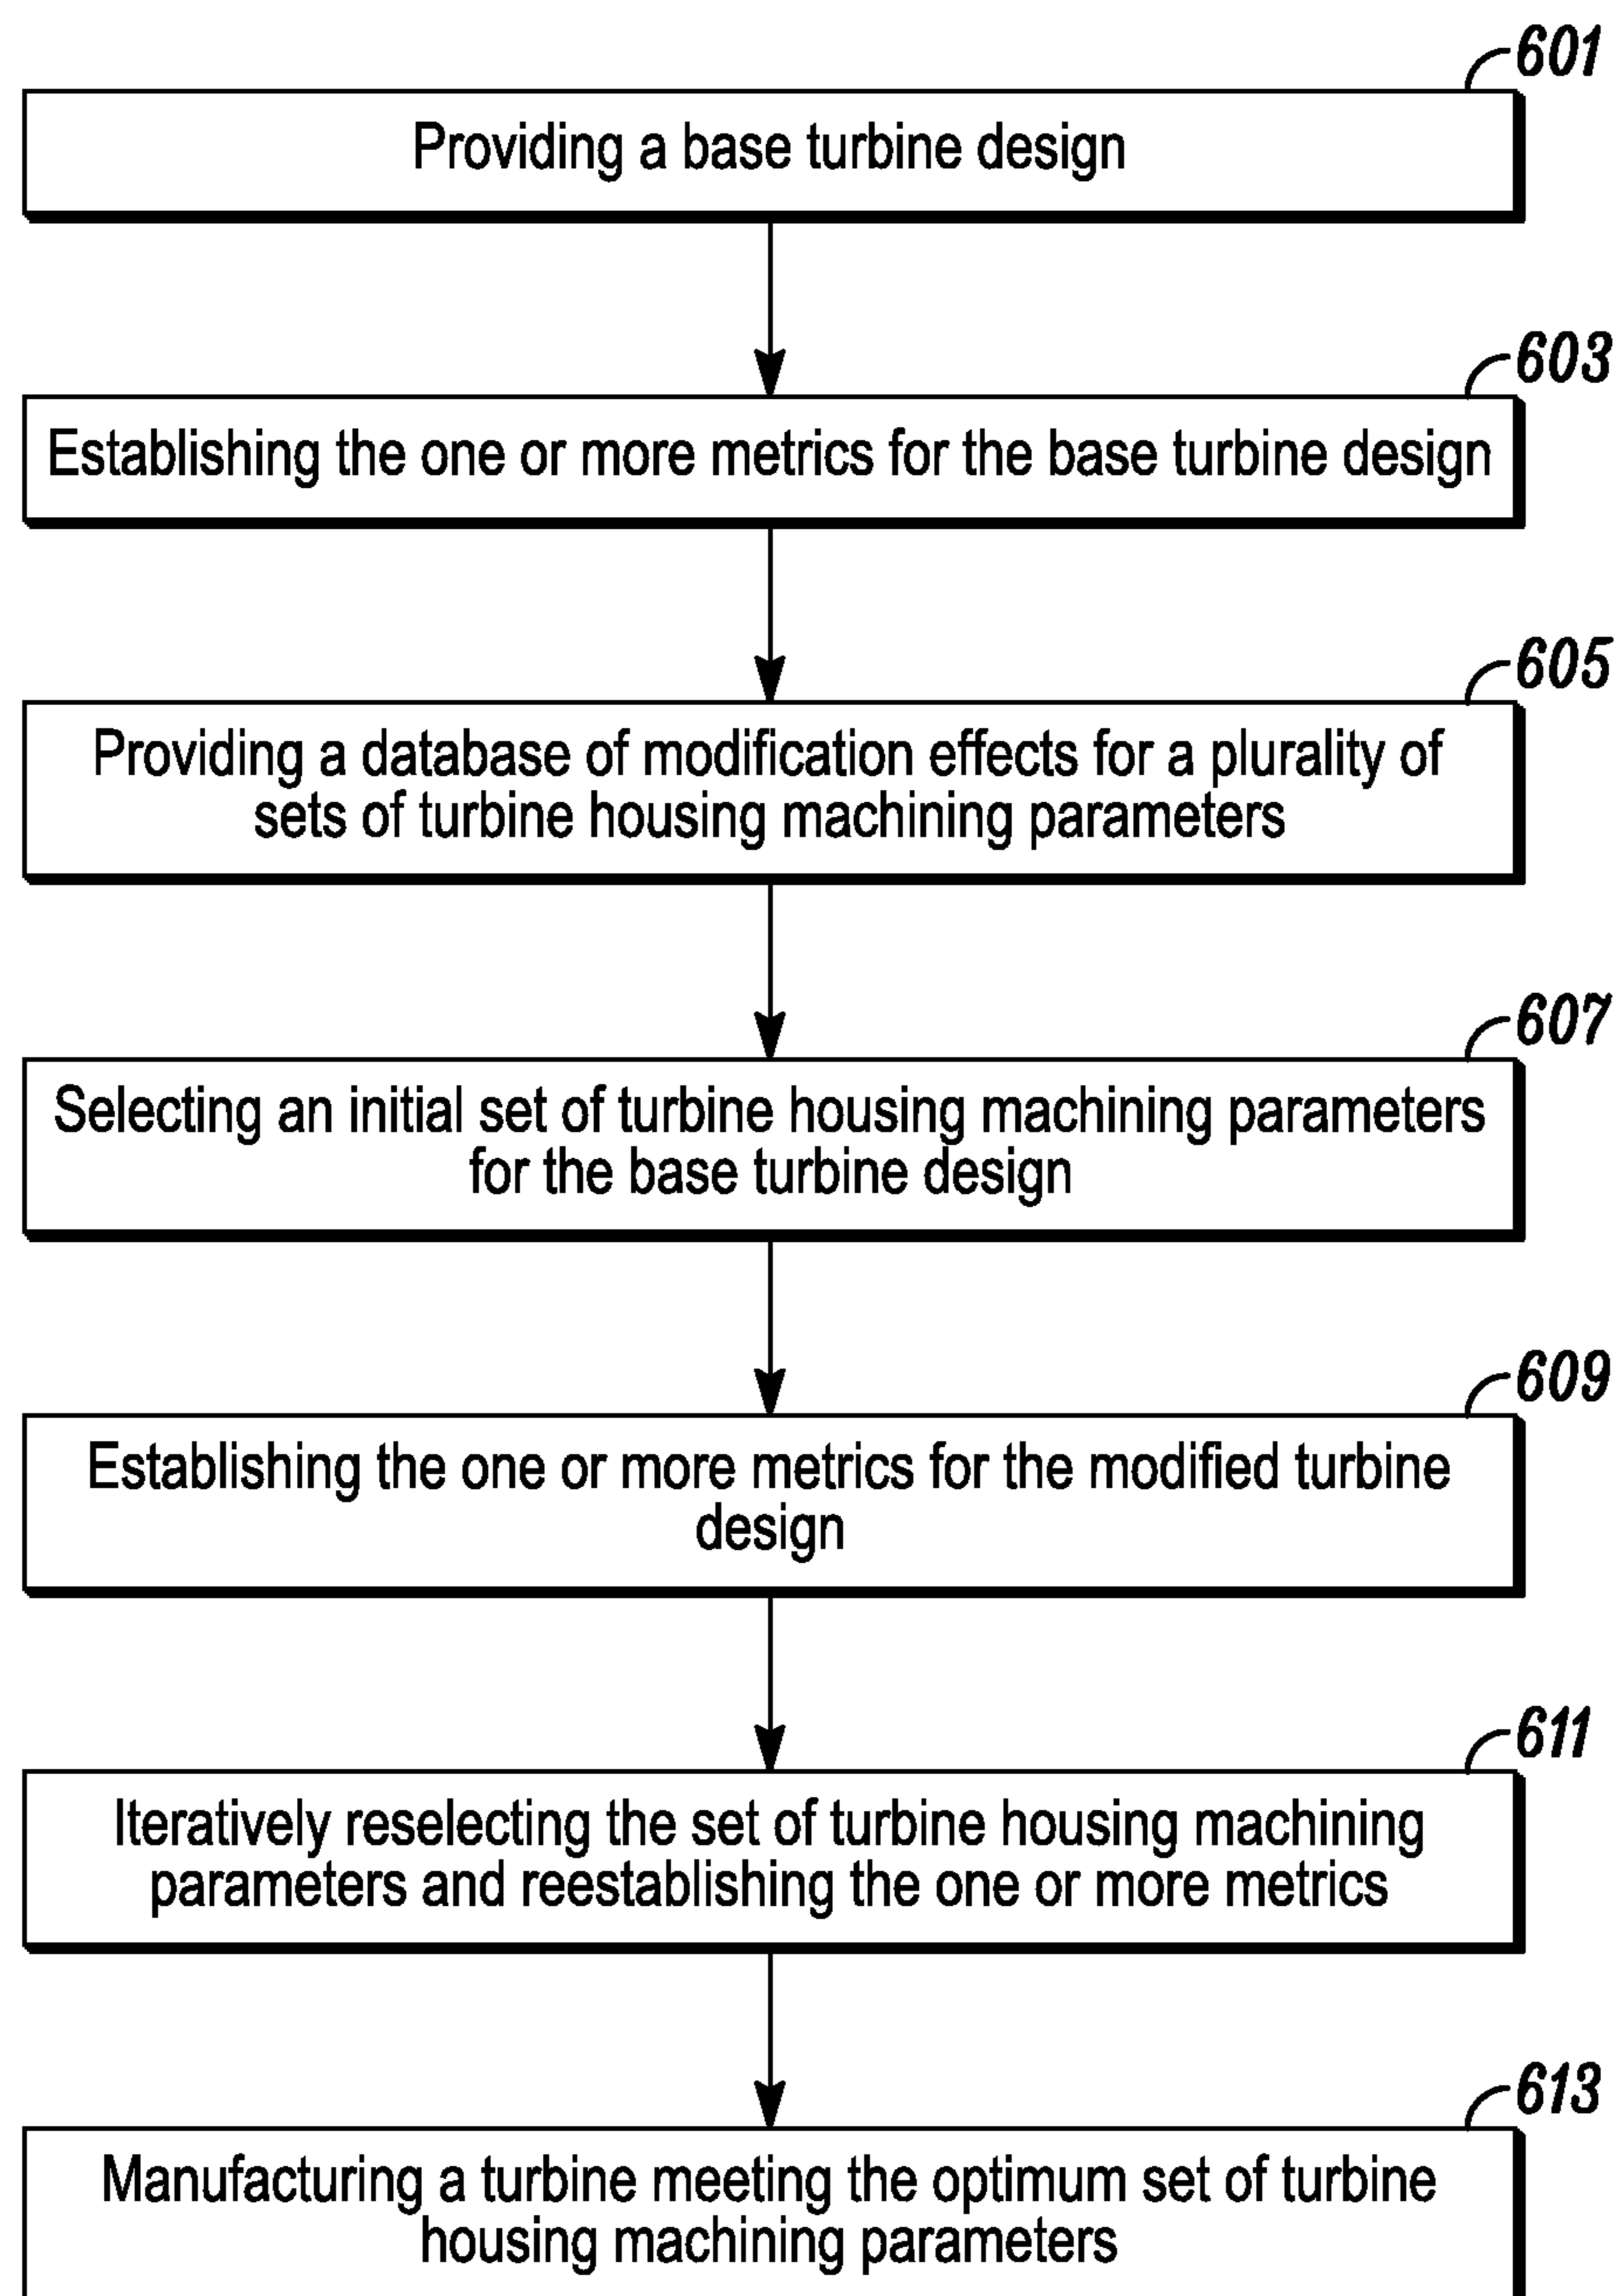 601
Providing a base turbine design
603
Establishing the one or more metrics for the base turbine design
605
Providing a database of modification effects for a plurality of
sets of turbine housing machining parameters
607
Selecting an initial set of turbine housing machining parameters
for the base turbine design
609
Establishing the one or more metrics for the modified turbine
design
611
Iteratively reselecting the set of turbine housing machining
parameters and reestablishing the one or more metrics
613
Manufacturing a turbine meeting the optimum set of turbine
housing machining parameters